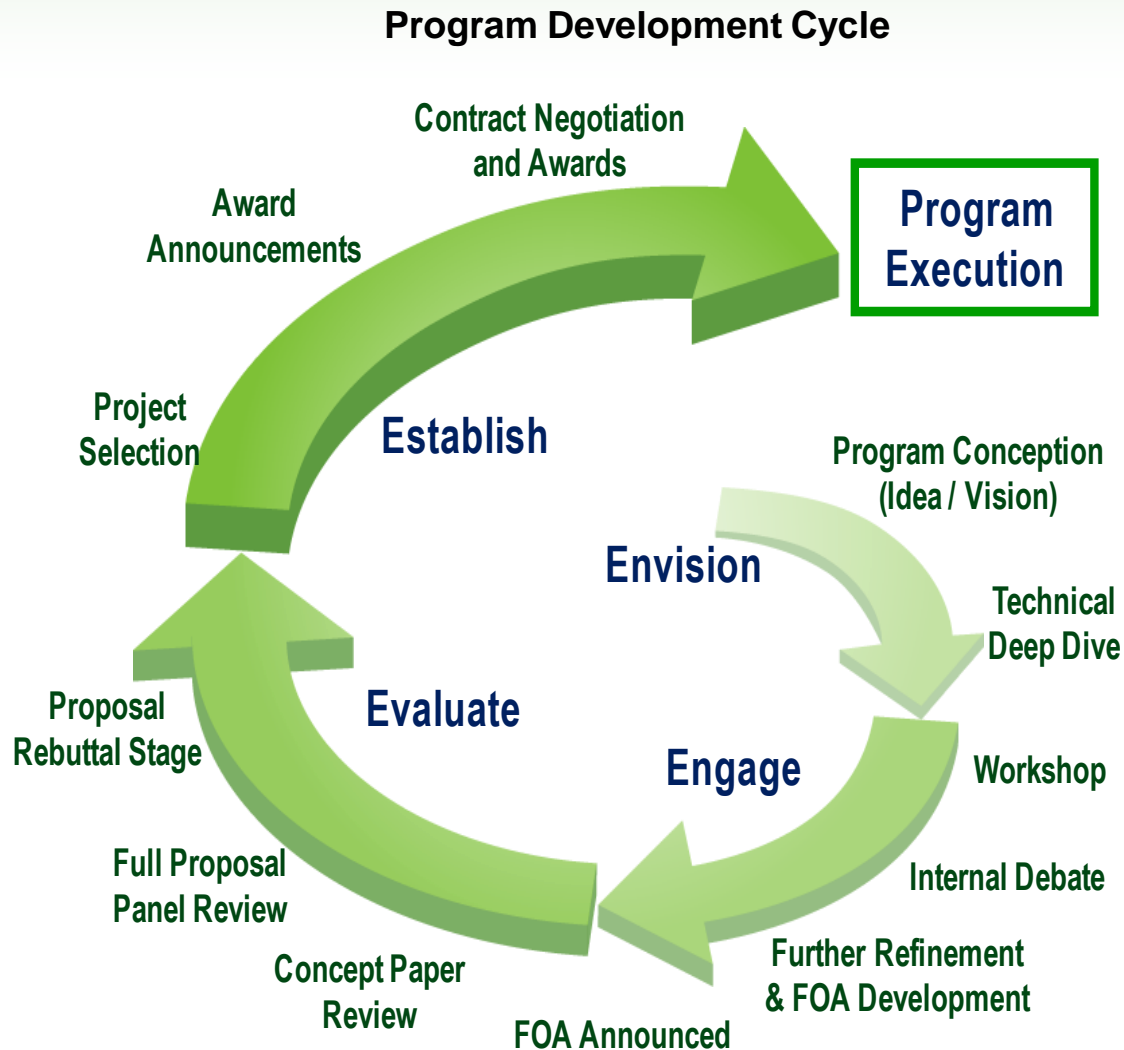 Program Development Cycle
Contract Negotiation
and Awards
Award
Announcements
Program
Execution
Project
Selection
Establish
Program Conception
(Idea / Vision)
Envision
Technical
Deep Dive
Proposal
Rebuttal Stage
Evaluate
Engage
Workshop
Full Proposal
Panel Review
Internal Debate
Further Refinement
& FOA Development
Concept Paper
Review
FOA Announced